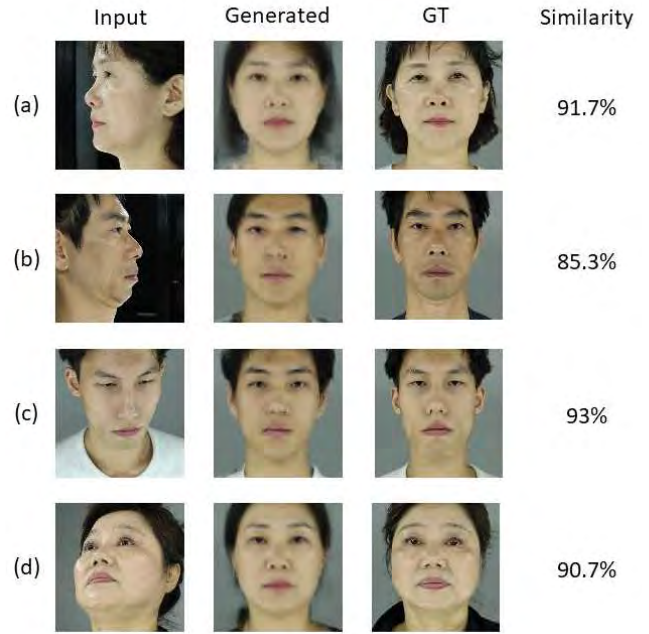 Input Generated GT Similarity
(a) 91.7%
(b) 85.3%
(c) 93%
(d) 90.7%